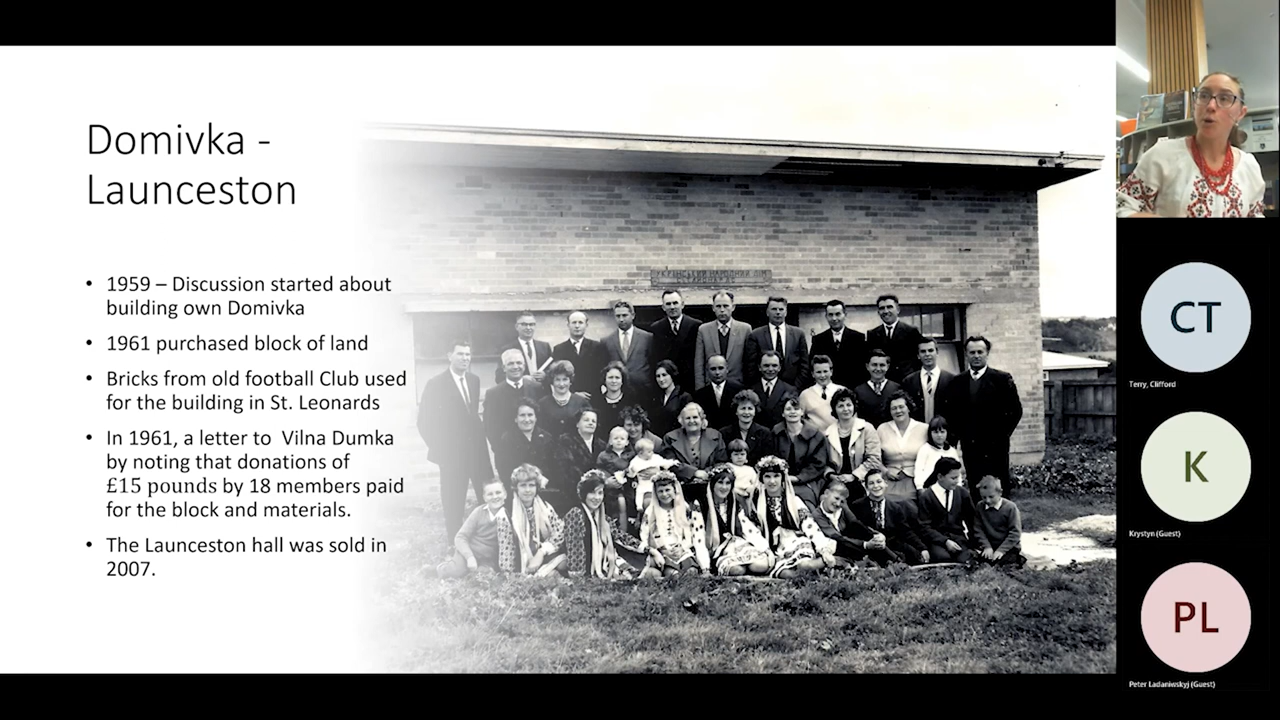 Domivka -
Launceston
• 1959 – Discussion started about
building own Domivka
• 1961 purchased block of land
• Bricks from old football Club used
for the building in St. Leonards
• In 1961, a letter to Vilna Dumka
by noting that donations of
£15 pounds by 18 members paid
for the block and materials.
• The Launceston hall was sold in
2007.
УКРАЇНСЬКИЙ НАРОДНИЙ ДІМ
CT
Terry, Clifford
K
Krystyn (Guest)
PL
Peter Ladaniwskyj (Guest)